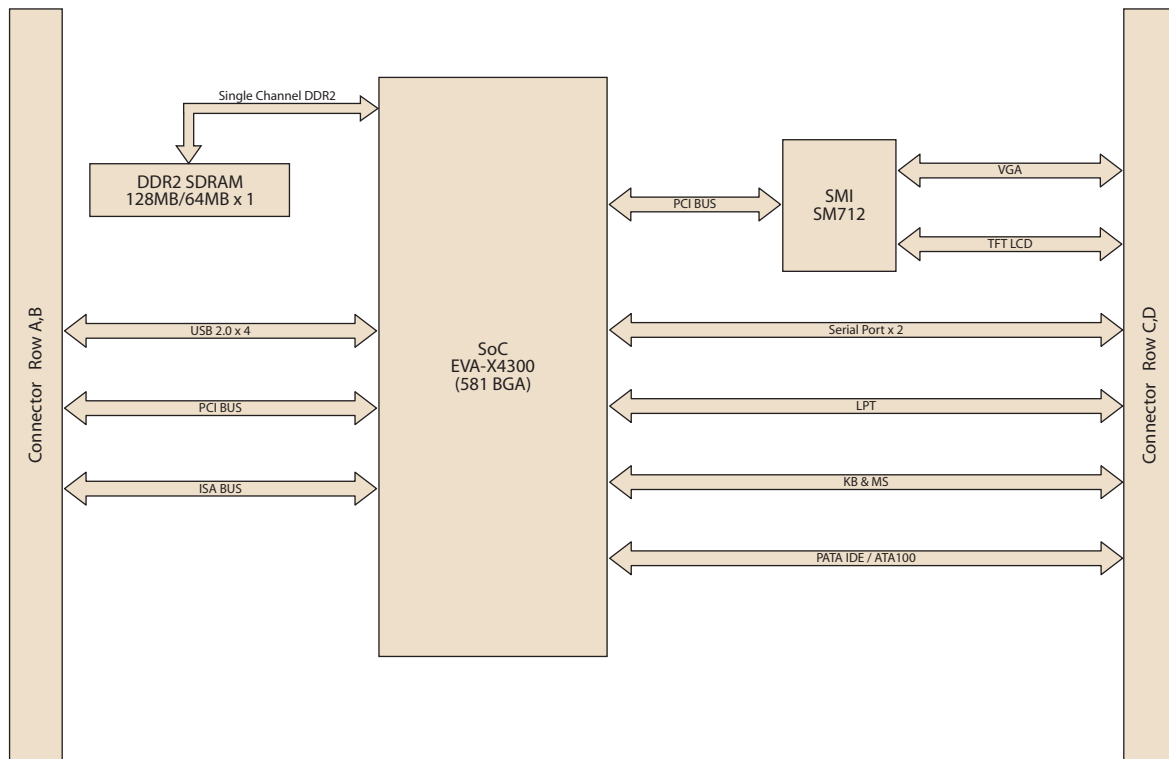 Single Channel DDR2
DDR2 SDRAM
128MB/64MB x 1
Connector Row A,B
USB 2.0 x 4
PCI BUS
ISA BUS
SoC
EVA-X4300
(581 BGA)
PCI BUS
SMI
SM712
VGA
TFT LCD
Serial Port x 2
LPT
KB & MS
PATA IDE / ATA100
Connector Row C,D